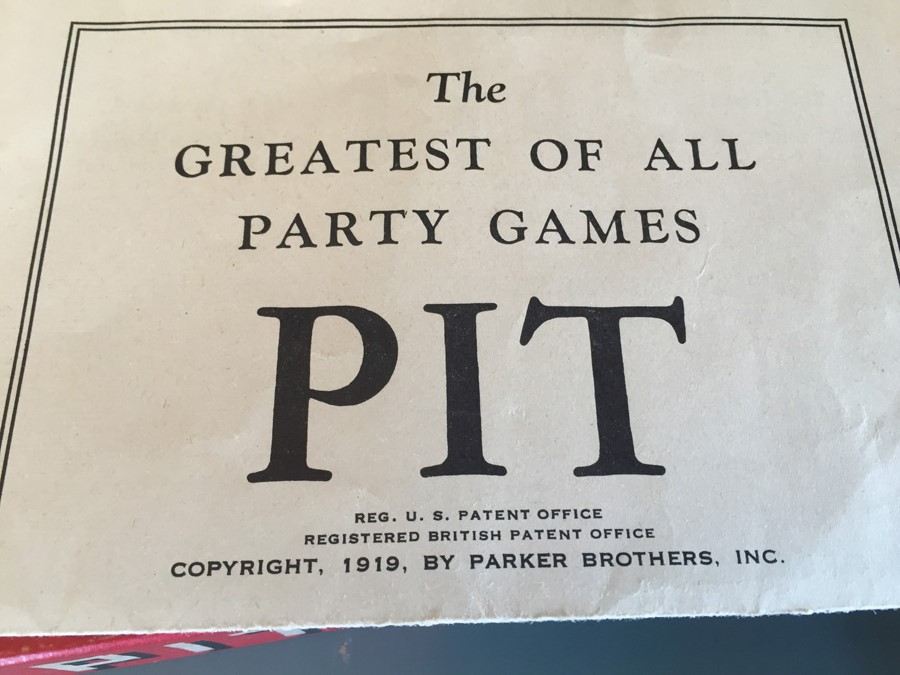 The
GREATEST OF ALL
PARTY GAMES
PIT
REG. U. S. PATENT OFFICE
REGISTERED BRITISH PATENT OFFICE
COPYRIGHT, 1919, BY PARKER BROTHERS, INC.